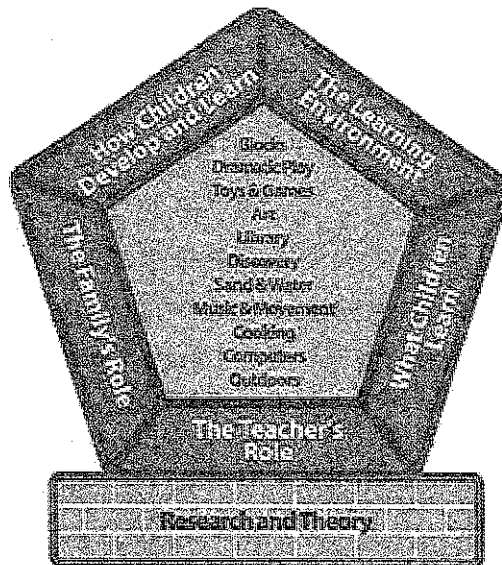 How Children
Develop and Learn
The Learning
Environment
Blocks
Dramatic Play
Toys & Games
Art
Library
Discovery
Sand & Water
Music & Movement
Cooking
Computers
Outdoors
The Family's Role
What Children
Learn
The Teacher's
Role
Research and Theory